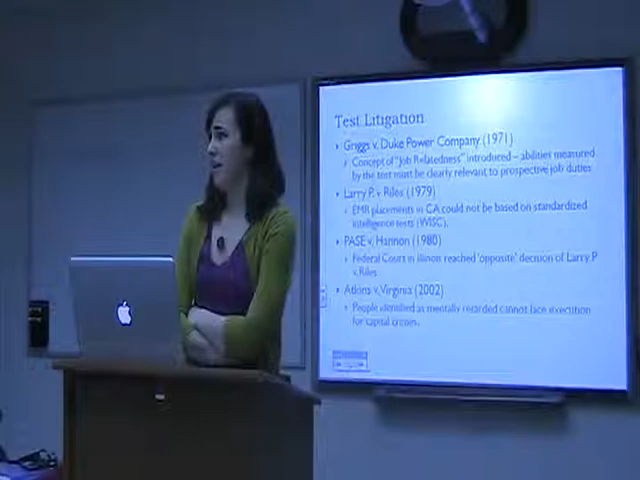 Test Litigation
Griggs v. Duke Power Company (1971)
Concept of "Job Relatedness" introduced – abilities measured
by the test must be clearly relevant to prospective job duties
Larry P. v Riles (1979)
EMR placements in CA could not be based on standardized
intelligence tests (WISC).
PASE v. Hannon (1980)
Federal Court in Illinois reached 'opposite' decision of Larry P
v. Riles
Atkins v. Virginia (2002)
People identified as mentally retarded cannot face execution
for capital crimes.